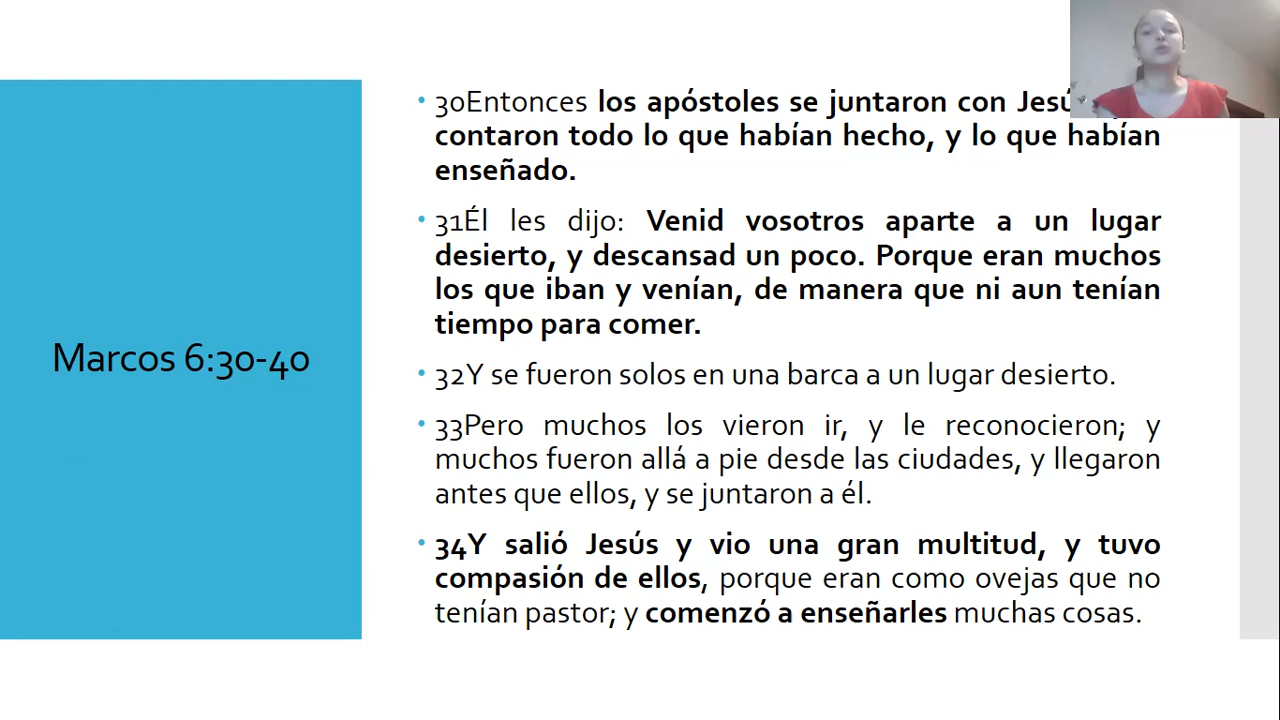 Marcos 6:30-40
• 30Entonces los apóstoles se juntaron con Jesú
contaron todo lo que habían hecho, y lo que habían
enseñado.
• 31Él les dijo: Venid vosotros aparte a un lugar
desierto, y descansad un poco. Porque eran muchos
los que iban y venían, de manera que ni aun tenían
tiempo para comer.
• 32Y se fueron solos en una barca a un lugar desierto.
• 33Pero muchos los vieron ir, y le reconocieron; y
muchos fueron allá a pie desde las ciudades, y llegaron
antes que ellos, y se juntaron a él.
• 34Y salió Jesús y vio una gran multitud, y tuvo
compasión de ellos, porque eran como ovejas que no
tenían pastor; y comenzó a enseñarles muchas cosas.